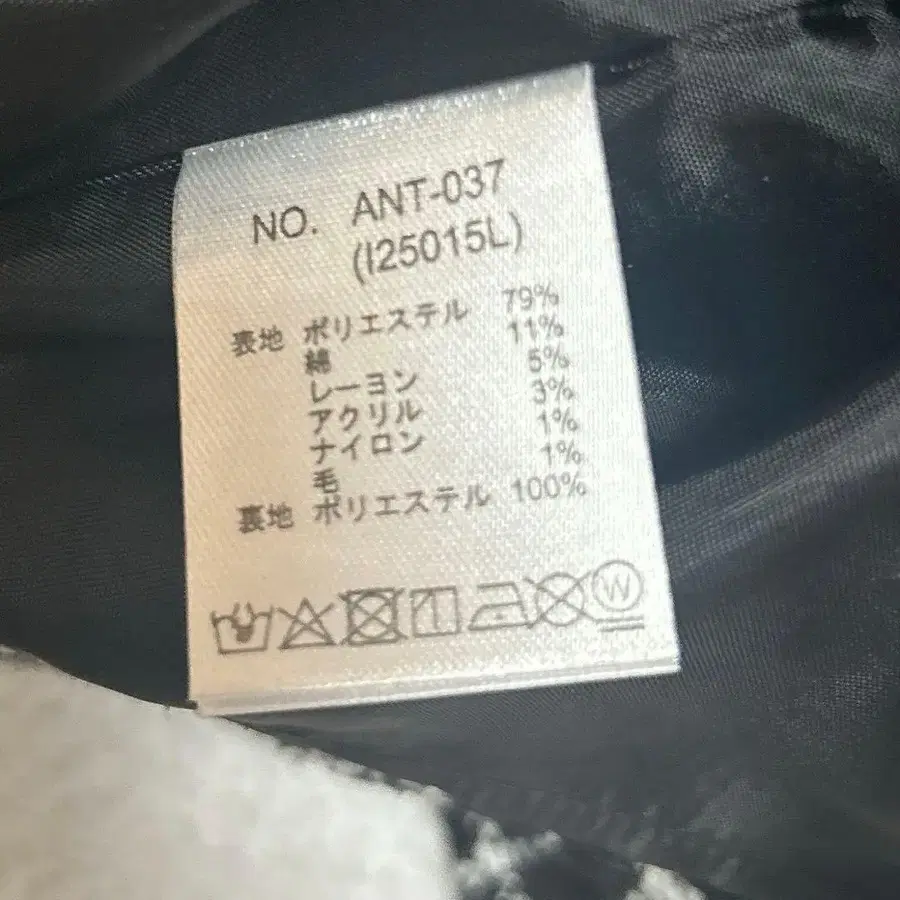 NO. ANT-037
(I25015L)
表地 ポリエステル 79%
綿 11%
レーヨン 5%
アクリル 3%
ナイロン 1%
毛 1%
裏地 ポリエステル 100%
W